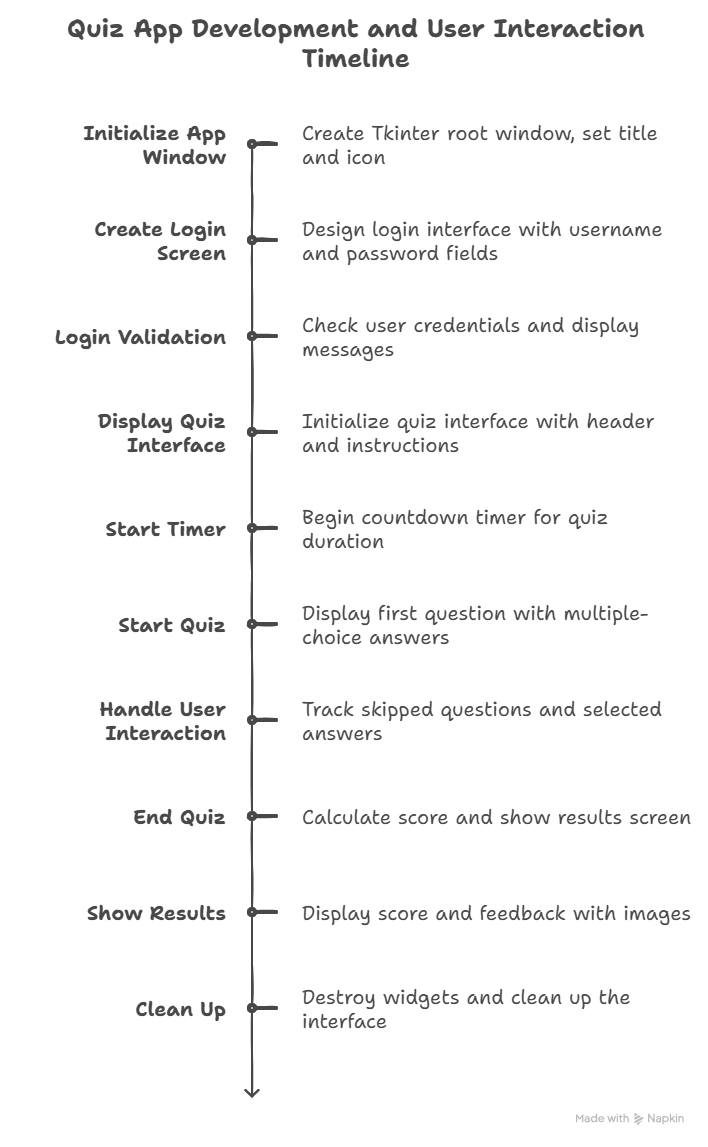 Quiz App Development and User Interaction
Timeline
Initialize App
Window
Create Tkinter root window, set title
and icon
Create Login
Screen
Design login interface with username
and password fields
Login Validation
Check user credentials and display
messages
Display Quiz
Interface
Initialize quiz interface with header
and instructions
Start Timer
Begin countdown timer for quiz
duration
Start Quiz
Display first question with multiple-
choice answers
Handle User
Interaction
Track skipped questions and selected
answers
End Quiz
Calculate score and show results screen
Show Results
Display score and feedback with images
Clean Up
Destroy widgets and clean up the
interface
Made with Napkin